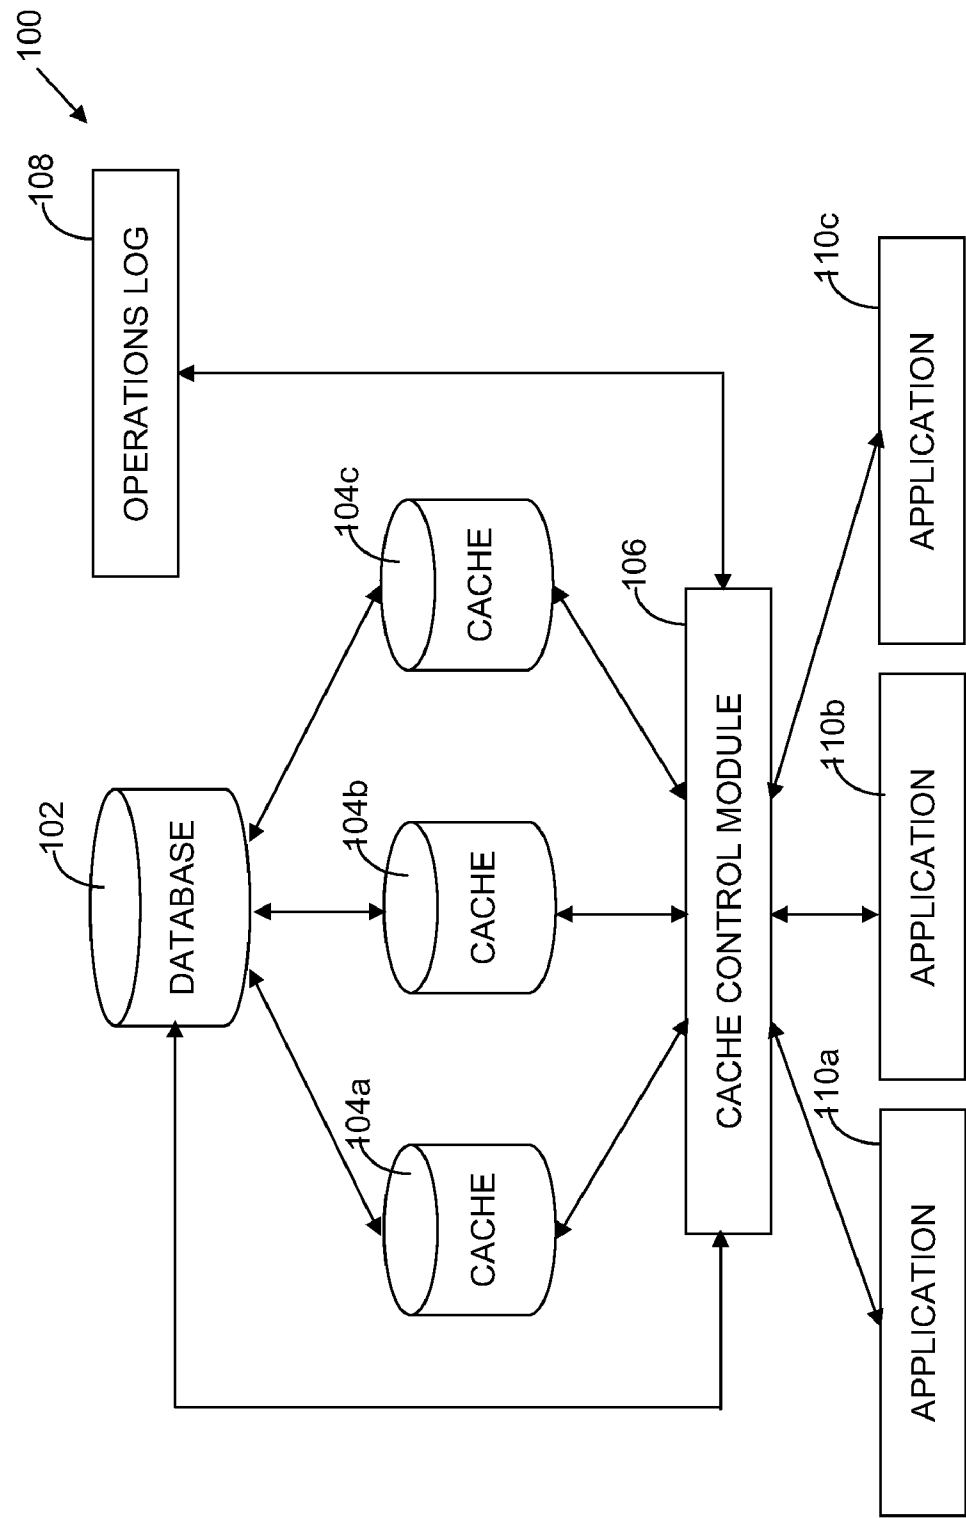 100
108
OPERATIONS LOG
102
DATABASE
104a
CACHE
104b
CACHE
104c
CACHE
106
CACHE CONTROL MODULE
110a
APPLICATION
110b
APPLICATION
110c
APPLICATION